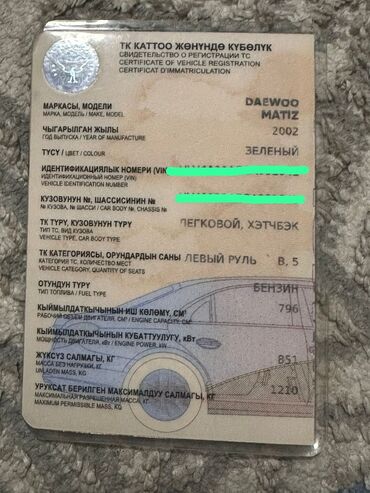 ТК КАТТОО ЖӨНҮНДӨ КҮБӨЛҮК
СВИДЕТЕЛЬСТВО О РЕГИСТРАЦИИ ТС
CERTIFICATE OF VEHICLE REGISTRATION
CERTIFICAT D'IMMATRICULATION
МАРКАСЫ, МОДЕЛИ DAEWOO
МАРКА, МОДЕЛЬ / MAKE, MODEL MATIZ
ЧЫГАРЫЛГАН ЖЫЛЫ 2002
ГОД ВЫПУСКА / YEAR OF MANUFACTURE
ТҮСҮ / ЦВЕТ / COLOUR ЗЕЛЕНЫЙ
ИДЕНТИФИКАЦИЯЛЫК НОМЕРИ (VIN)
ИДЕНТИФИКАЦИОННЫЙ НОМЕР (VIN)
VEHICLE IDENTIFICATION NUMBER
КУЗОВУНУН №, ШАССИСИНИН №
№ КУЗОВА, № ШАССИ / CAR BODY №, CHASSIS №
ТК ТҮРҮ, КУЗОВУНУН ТҮРҮ ЛЕГКОВОЙ, ХЭТЧБЭК
ТИП ТС, ВИД КУЗОВА
VEHICLE TYPE, CAR BODY TYPE
ТК КАТЕГОРИЯСЫ, ОРУНДАРДЫН САНЫ ЛЕВЫЙ РУЛЬ В, 5
КАТЕГОРИЯ ТС, КОЛИЧЕСТВО МЕСТ
VEHICLE CATEGORY, QUANTITY OF SEATS
ОТУНДУН ТҮРҮ БЕНЗИН
ТИП ТОПЛИВА / FUEL TYPE
КЫЙМЫЛДАТКЫЧЫНЫН ИШ КӨЛӨМҮ, СМ³ 796
РАБОЧИЙ ОБЪЕМ ДВИГАТЕЛЯ, СМ³ / ENGINE CAPACITY, CM³
КЫЙМЫЛДАТКЫЧЫНЫН КУБАТТУУЛУГУ, кВт
МОЩНОСТЬ ДВИГАТЕЛЯ, кВт / ENGINE POWER, kW
ЖҮКСҮЗ САЛМАГЫ, КГ 851
МАССА БЕЗ НАГРУЗКИ, КГ
UNLADEN MASS, KG
УРУКСАТ БЕРИЛГЕН МАКСИМАЛДУУ САЛМАГЫ, КГ 1210
МАКСИМАЛЬНАЯ РАЗРЕШЕННАЯ МАССА, КГ
MAXIMUM PERMISSIBLE MASS, KG